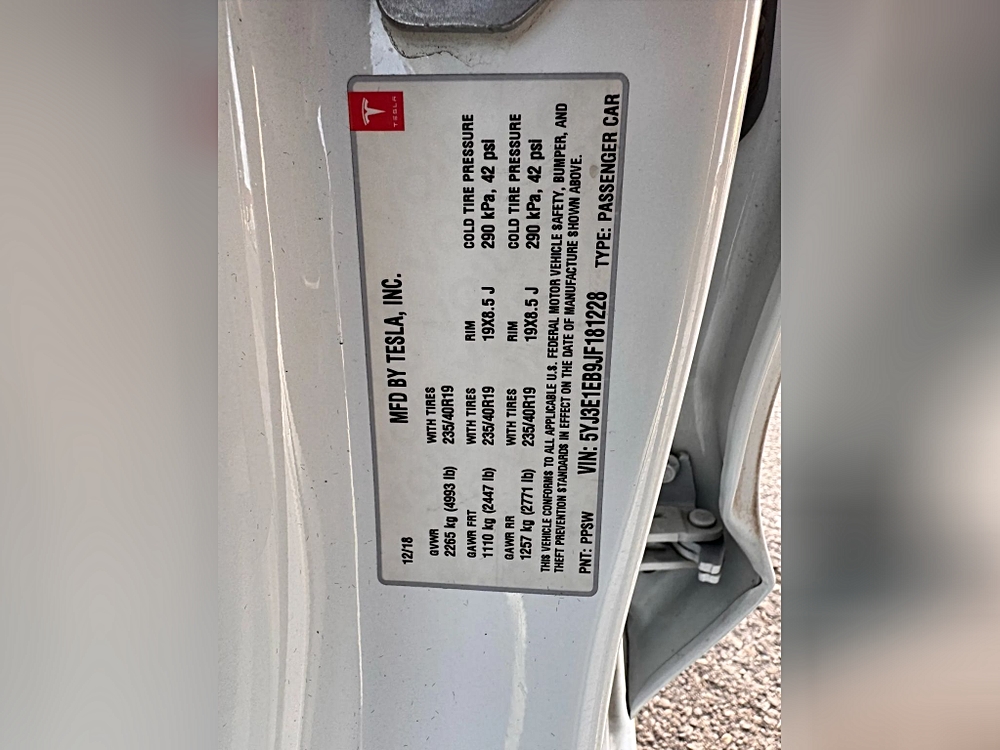 TESLA
MFD BY TESLA, INC.
12/18
GVWR WITH TIRES RIM COLD TIRE PRESSURE
2265 kg (4993 lb) 235/40R19 19X8.5 J 290 kPa, 42 psi
GAWR FRT WITH TIRES
1110 kg (2447 lb) 235/40R19
GAWR RR WITH TIRES RIM COLD TIRE PRESSURE
1257 kg (2771 lb) 235/40R19 19X8.5 J 290 kPa, 42 psi
THIS VEHICLE CONFORMS TO ALL APPLICABLE U.S. FEDERAL MOTOR VEHICLE SAFETY, BUMPER, AND
THEFT PREVENTION STANDARDS IN EFFECT ON THE DATE OF MANUFACTURE SHOWN ABOVE.
PNT: PPSW VIN: 5YJ3E1EB9JF181228 TYPE: PASSENGER CAR